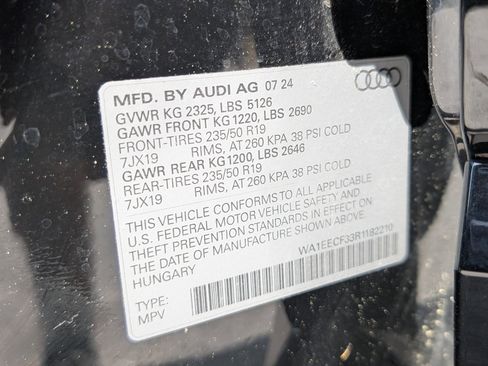 MFD. BY AUDI AG 07 24
GVWR KG 2325, LBS 5126
GAWR FRONT KG 1220, LBS 2690
FRONT-TIRES 235/50 R19
7JX19 RIMS, AT 260 KPA 38 PSI COLD
GAWR REAR KG1200, LBS 2646
REAR-TIRES 235/50 R19
7JX19 RIMS, AT 260 KPA 38 PSI COLD
THIS VEHICLE CONFORMS TO ALL APPLICABLE
U.S. FEDERAL MOTOR VEHICLE SAFETY AND
THEFT PREVENTION STANDARDS IN EFFECT ON
THE DATE OF MANUFACTURE SHOWN ABOVE.
HUNGARY
WA1EECF33R1182210
TYPE:
MPV